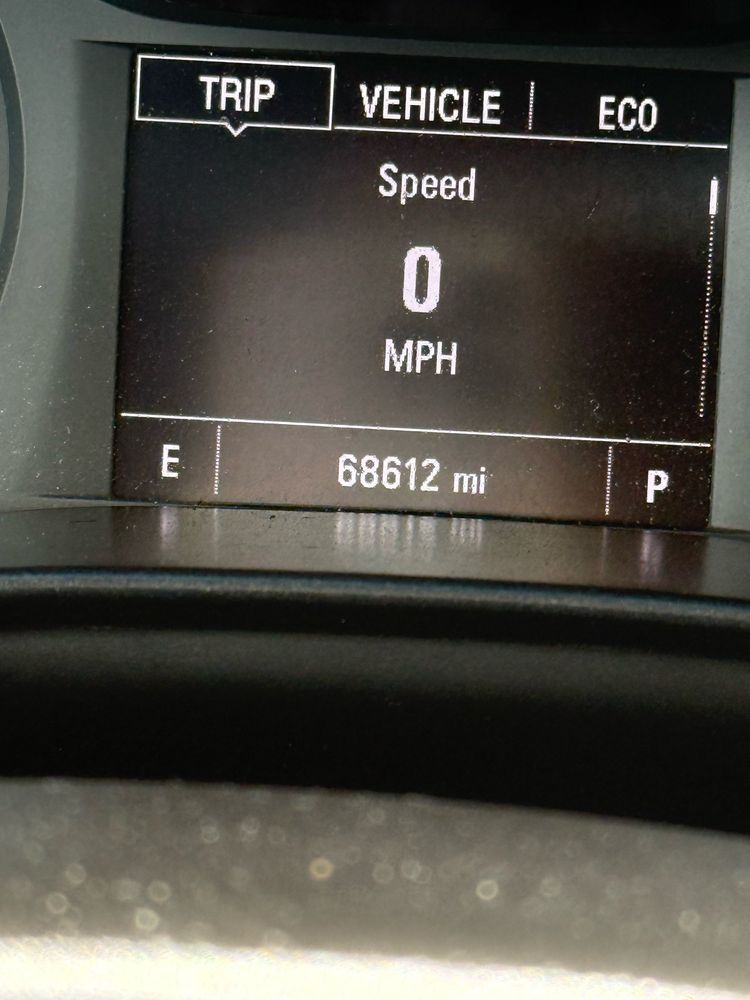 TRIP VEHICLE ECO
Speed
0
MPH
E 68612 mi P